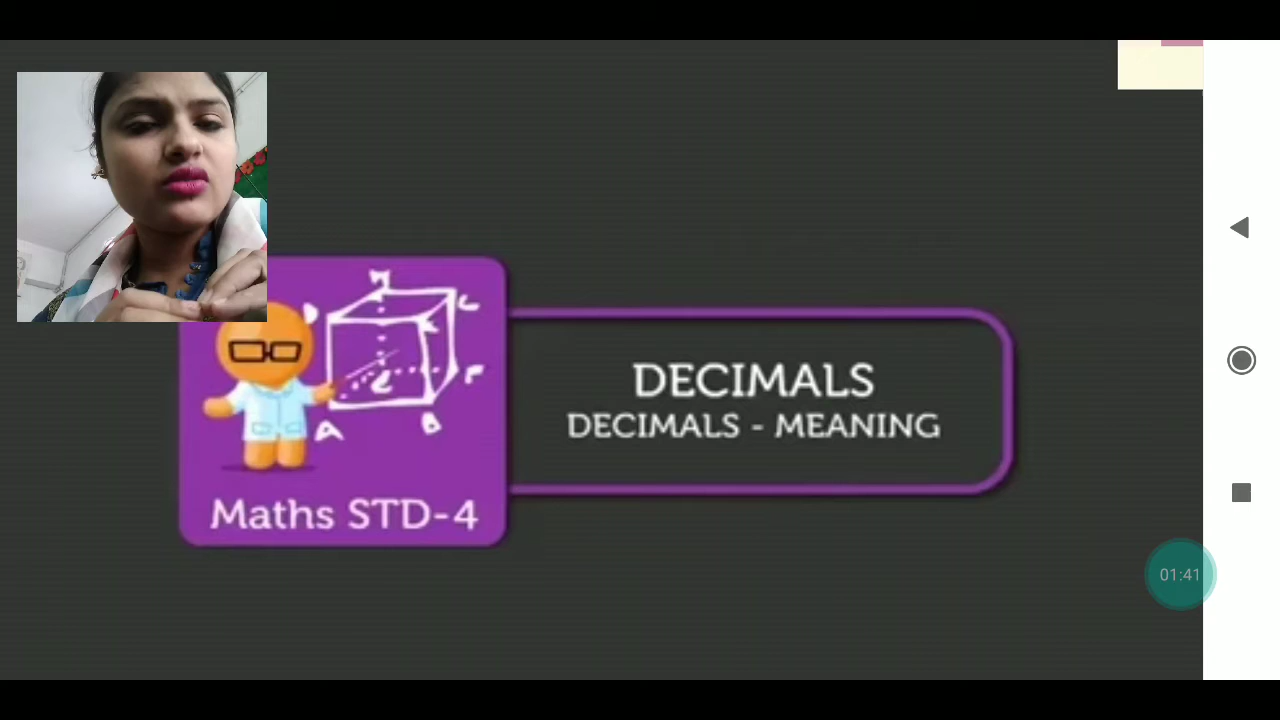 DECIMALS
DECIMALS - MEANING
Maths STD-4
A
B
C
F
01:41